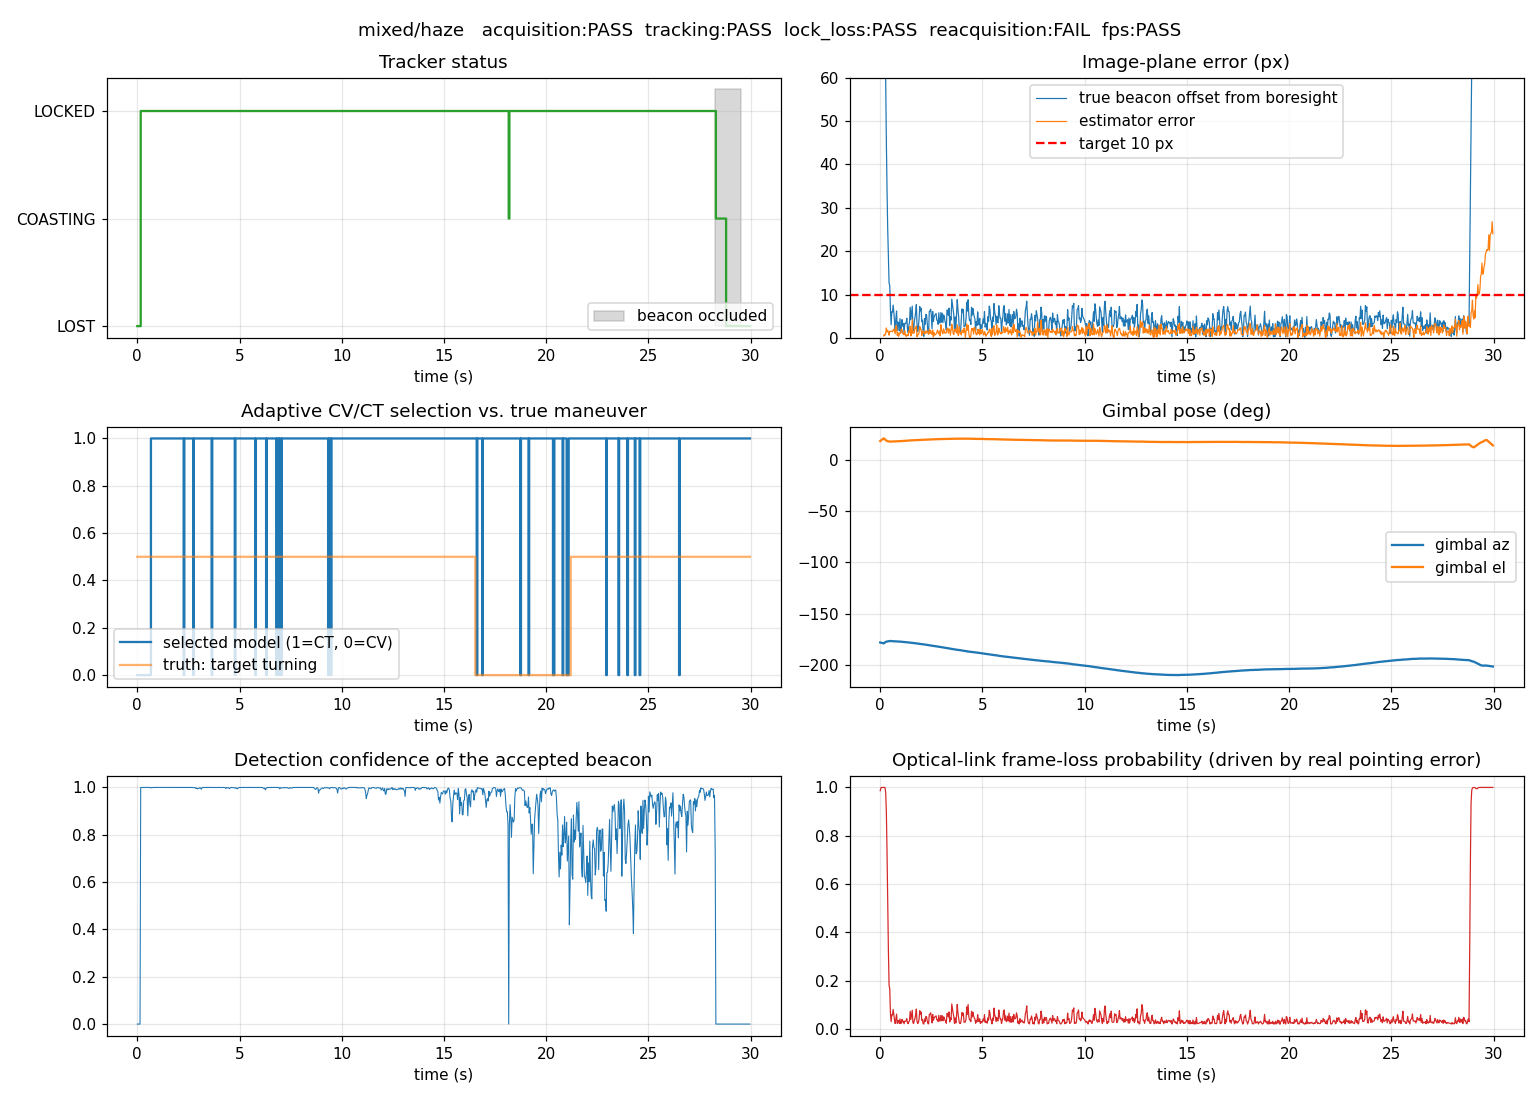 mixed/haze   acquisition:PASS  tracking:PASS  lock_loss:PASS  reacquisition:FAIL  fps:PASS
Tracker status
LOCKED
COASTING
LOST
beacon occluded
0 5 10 15 20 25 30
time (s)
Image-plane error (px)
60
50
40
30
20
10
0
true beacon offset from boresight
estimator error
target 10 px
0 5 10 15 20 25 30
time (s)
Adaptive CV/CT selection vs. true maneuver
1.0
0.8
0.6
0.4
0.2
0.0
selected model (1=CT, 0=CV)
truth: target turning
0 5 10 15 20 25 30
time (s)
Gimbal pose (deg)
0
−50
−100
−150
−200
gimbal az
gimbal el
0 5 10 15 20 25 30
time (s)
Detection confidence of the accepted beacon
1.0
0.8
0.6
0.4
0.2
0.0
0 5 10 15 20 25 30
time (s)
Optical-link frame-loss probability (driven by real pointing error)
1.0
0.8
0.6
0.4
0.2
0.0
0 5 10 15 20 25 30
time (s)